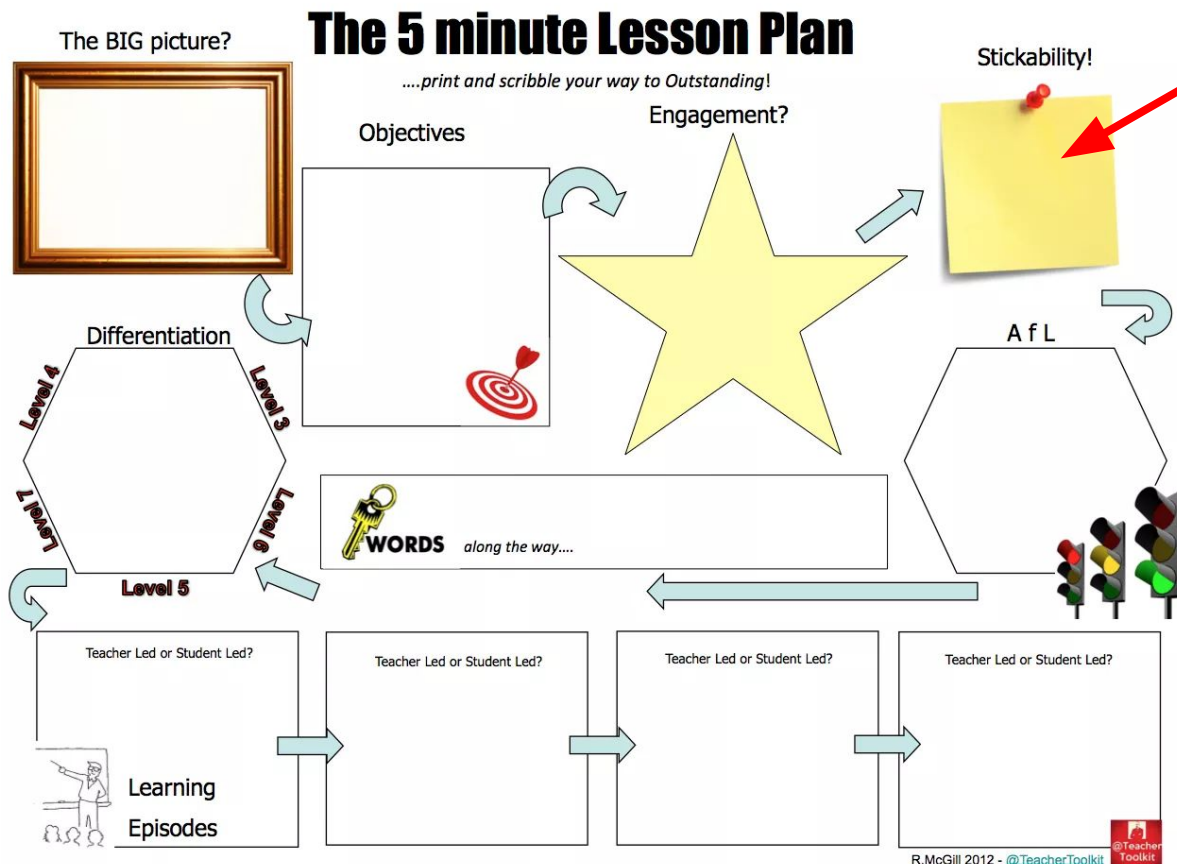 The 5 minute Lesson Plan
....print and scribble your way to Outstanding!
The BIG picture?
Objectives
Engagement?
Stickability!
A f L
Differentiation
Level 4
Level 3
Level 7
Level 6
Level 5
WORDS along the way....
Teacher Led or Student Led?
Learning
Episodes
Teacher Led or Student Led?
Teacher Led or Student Led?
Teacher Led or Student Led?
R.McGill 2012 - @TeacherToolkit
@Teacher
Toolkit